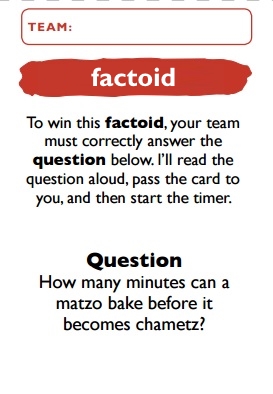 TEAM:
factoid
To win this factoid, your team
must correctly answer the
question below. I'll read the
question aloud, pass the card to
you, and then start the timer.
Question
How many minutes can a
matzo bake before it
becomes chametz?